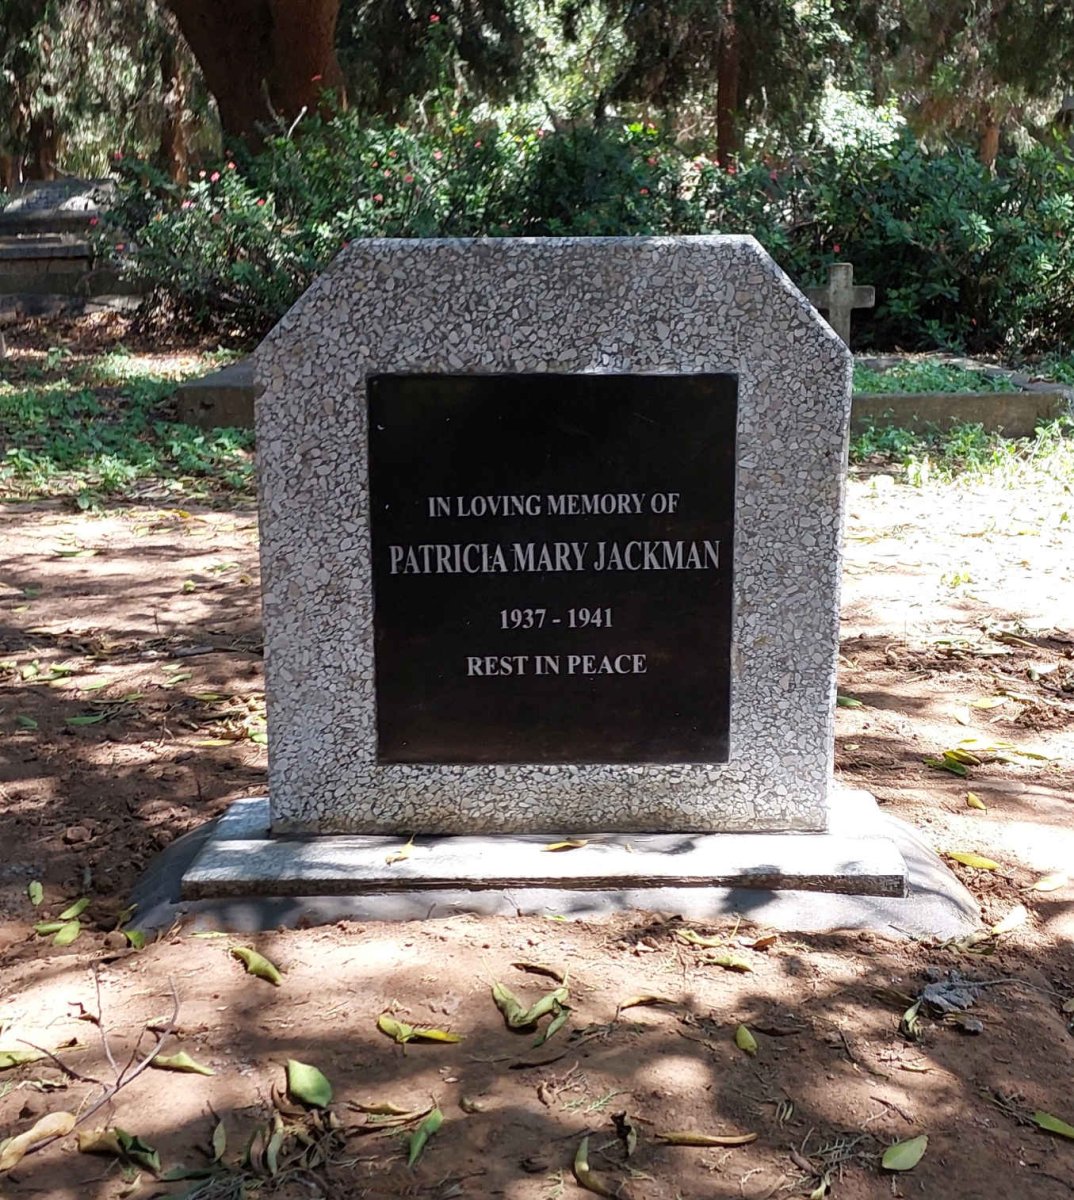 IN LOVING MEMORY OF
PATRICIA MARY JACKMAN
1937 - 1941
REST IN PEACE